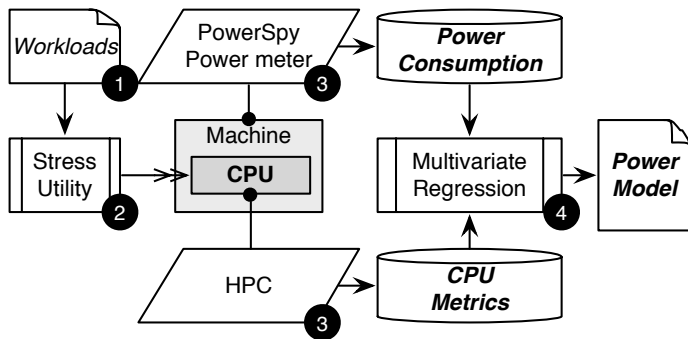 Workloads
1
PowerSpy
Power meter
3
Power
Consumption
Stress
Utility
2
Machine
CPU
Multivariate
Regression
4
Power
Model
HPC
3
CPU
Metrics